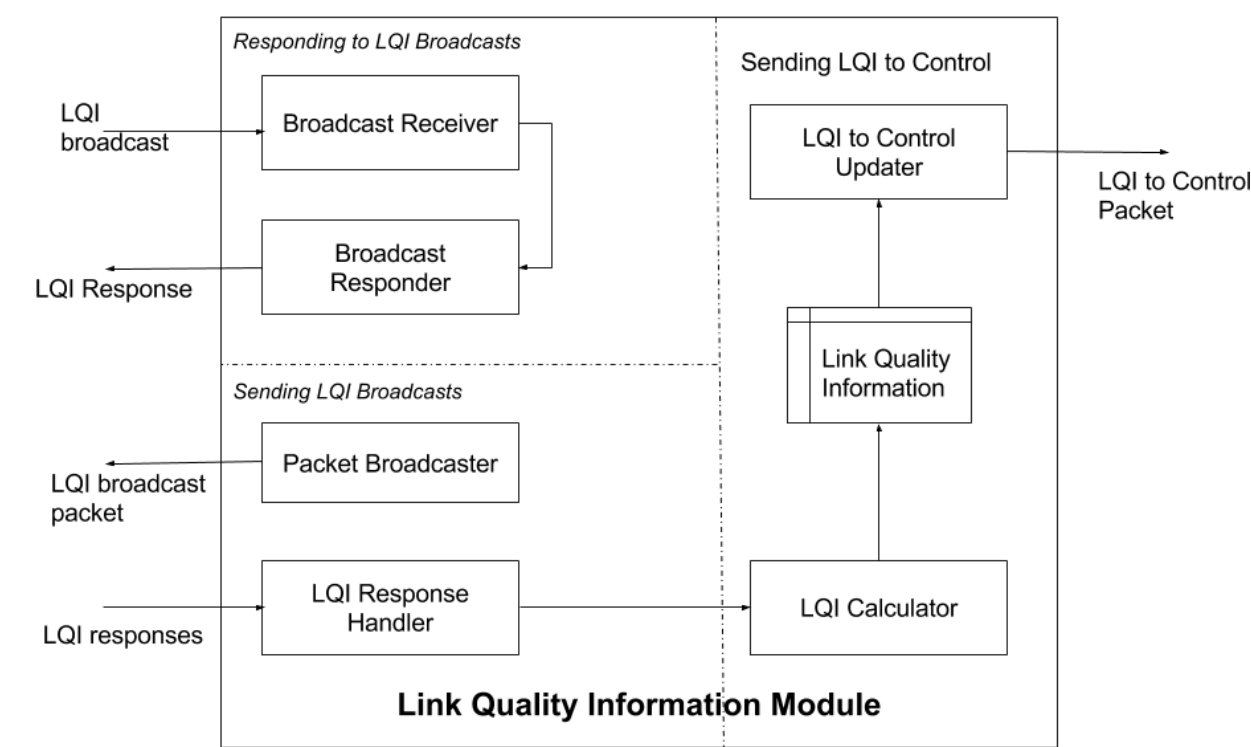 Responding to LQI Broadcasts
LQI
broadcast
Broadcast Receiver
Broadcast
Responder
LQI Response
Sending LQI Broadcasts
Packet Broadcaster
LQI broadcast
packet
LQI Response
Handler
LQI responses
Sending LQI to Control
LQI to Control
Updater
LQI to Control
Packet
Link Quality
Information
LQI Calculator
Link Quality Information Module